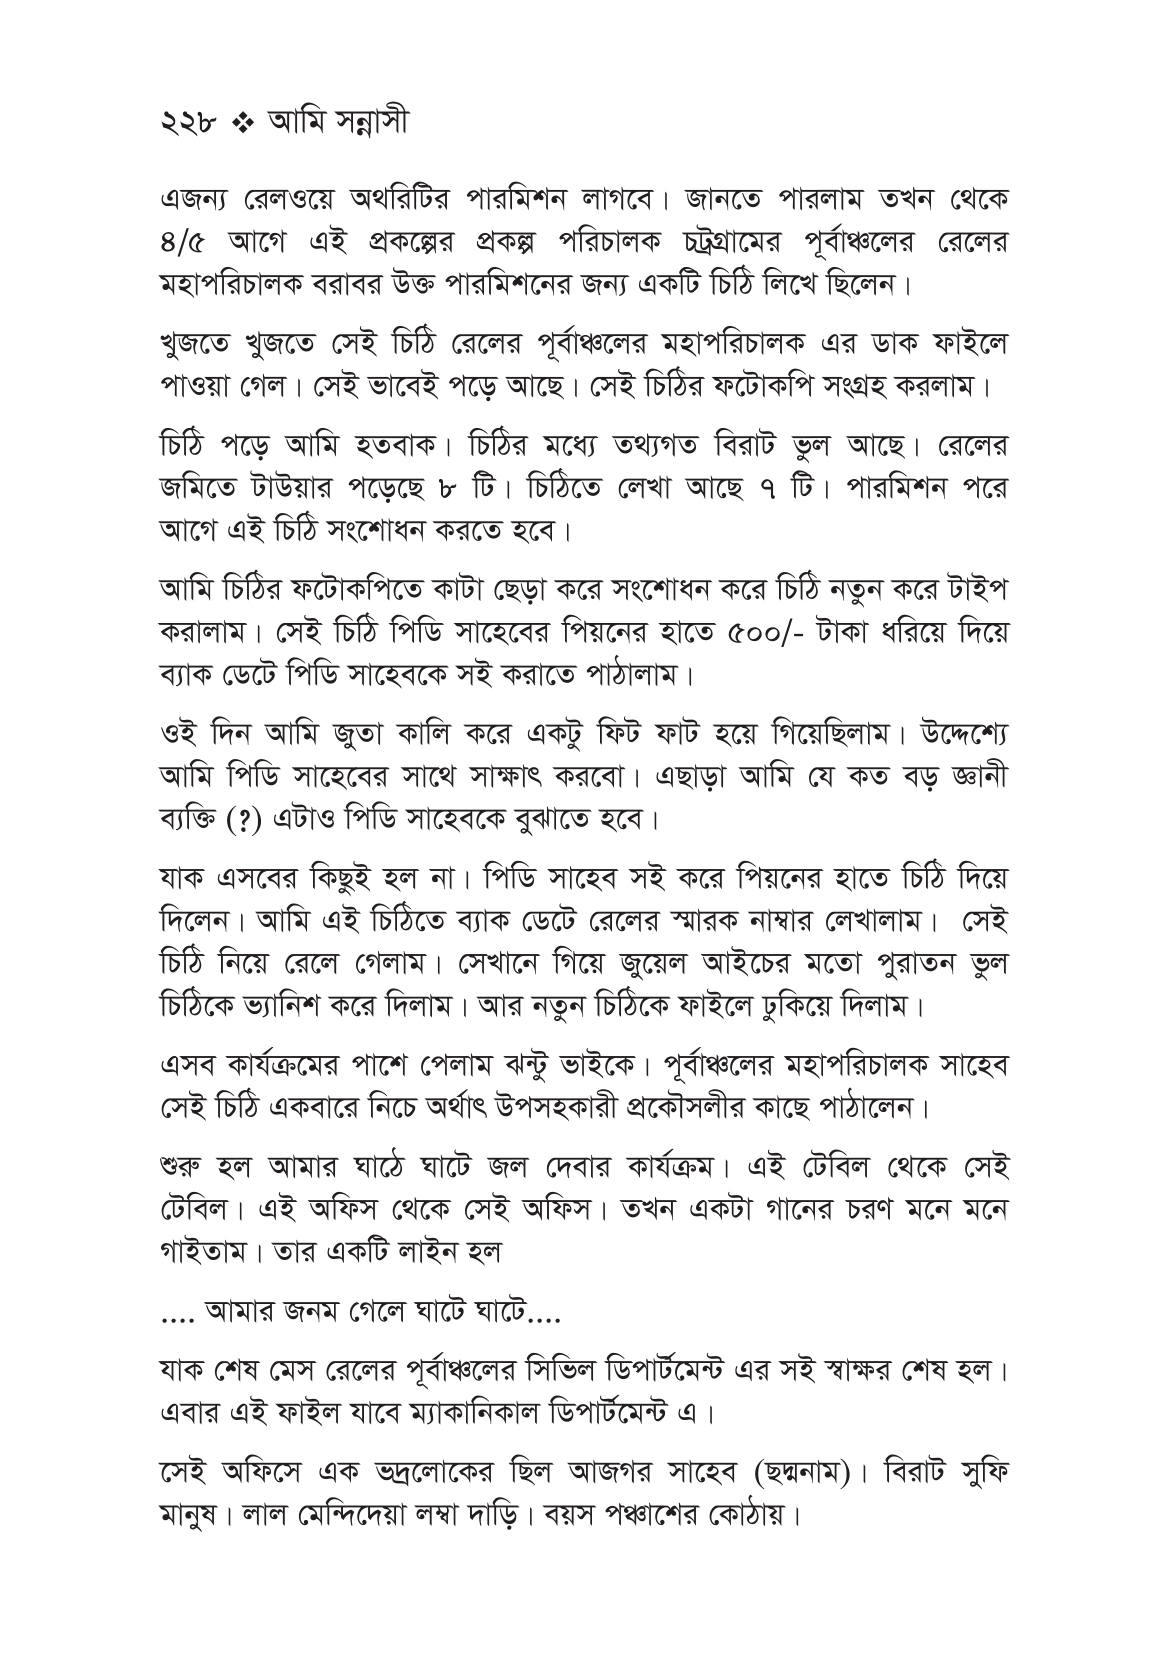 ২২৮ ❖ আমি সন্ন্যাসী
এজন্য রেলওয়ে অথরিটির পারমিশন লাগবে। জানতে পারলাম তখন থেকে
৪/৫ আগে এই প্রকল্পের প্রকল্প পরিচালক চট্রগ্রামের পূর্বাঞ্চলের রেলের
মহাপরিচালক বরাবর উক্ত পারমিশনের জন্য একটি চিঠি লিখে ছিলেন।
খুজতে খুজতে সেই চিঠি রেলের পূর্বাঞ্চলের মহাপরিচালক এর ডাক ফাইলে
পাওয়া গেল। সেই ভাবেই পড়ে আছে। সেই চিঠির ফটোকপি সংগ্রহ করলাম।
চিঠি পড়ে আমি হতবাক। চিঠির মধ্যে তথ্যগত বিরাট ভুল আছে। রেলের
জমিতে টাউয়ার পড়েছে ৮ টি। চিঠিতে লেখা আছে ৭ টি। পারমিশন পরে
আগে এই চিঠি সংশোধন করতে হবে।
আমি চিঠির ফটোকপিতে কাটা ছেড়া করে সংশোধন করে চিঠি নতুন করে টাইপ
করালাম। সেই চিঠি পিডি সাহেবের পিয়নের হাতে ৫০০/- টাকা ধরিয়ে দিয়ে
ব্যাক ডেটে পিডি সাহেবকে সই করাতে পাঠালাম।
ওই দিন আমি জুতা কালি করে একটু ফিট ফাট হয়ে গিয়েছিলাম। উদ্দেশ্যে
আমি পিডি সাহেবের সাথে সাক্ষাৎ করবো। এছাড়া আমি যে কত বড় জ্ঞানী
ব্যক্তি (?) এটাও পিডি সাহেবকে বুঝাতে হবে।
যাক এসবের কিছুই হল না। পিডি সাহেব সই করে পিয়নের হাতে চিঠি দিয়ে
দিলেন। আমি এই চিঠিতে ব্যাক ডেটে রেলের স্মারক নাম্বার লেখালাম। সেই
চিঠি নিয়ে রেলে গেলাম। সেখানে গিয়ে জুয়েল আইচের মতো পুরাতন ভুল
চিঠিকে ভ্যানিশ করে দিলাম। আর নতুন চিঠিকে ফাইলে ঢুকিয়ে দিলাম।
এসব কার্যক্রমের পাশে পেলাম ঝন্টু ভাইকে। পূর্বাঞ্চলের মহাপরিচালক সাহেব
সেই চিঠি একবারে নিচে অর্থাৎ উপসহকারী প্রকৌসলীর কাছে পাঠালেন।
শুরু হল আমার ঘাঠে ঘাটে জল দেবার কার্যক্রম। এই টেবিল থেকে সেই
টেবিল। এই অফিস থেকে সেই অফিস। তখন একটা গানের চরণ মনে মনে
গাইতাম। তার একটি লাইন হল
.... আমার জনম গেলে ঘাটে ঘাটে....
যাক শেষ মেস রেলের পূর্বাঞ্চলের সিভিল ডিপার্টমেন্ট এর সই স্বাক্ষর শেষ হল।
এবার এই ফাইল যাবে ম্যাকানিকাল ডিপার্টমেন্ট এ।
সেই অফিসে এক ভদ্রলোকের ছিল আজগর সাহেব (ছদ্মনাম)। বিরাট সুফি
মানুষ। লাল মেন্দিদেয়া লম্বা দাড়ি। বয়স পঞ্চাশের কোঠায়।